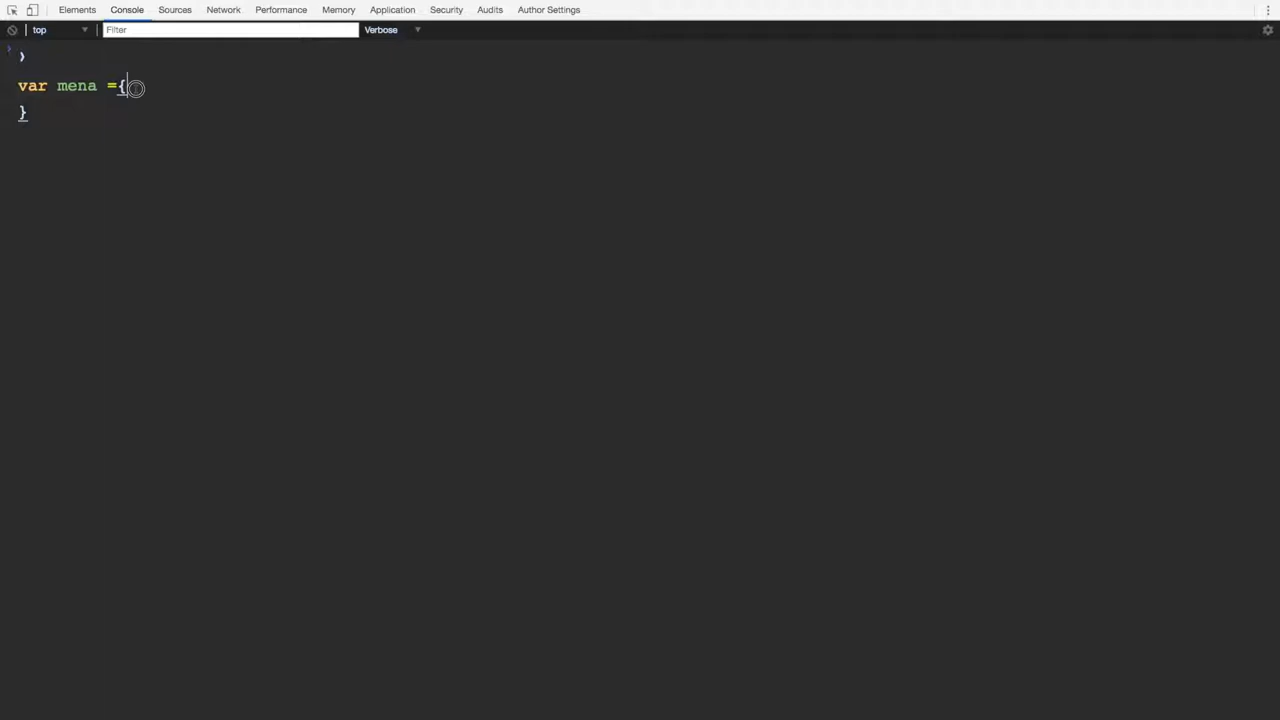 Elements Console Sources Network Performance Memory Application Security Audits Author Settings
top Filter Verbose
var mena ={
}